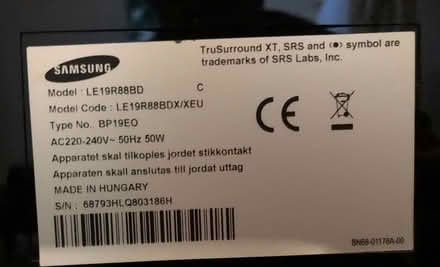 TruSurround XT, SRS and (●) symbol are
trademarks of SRS Labs, Inc.
SAMSUNG
Model : LE19R88BD C
Model Code : LE19R88BDX/XEU
Type No. BP19EO
AC220-240V~ 50Hz 50W
Apparatet skal tilkoples jordet stikkontakt
Apparaten skall anslutas till jordat uttag
MADE IN HUNGARY
S/N : 68793HLQ803186H
CE
BN68-01178A-00